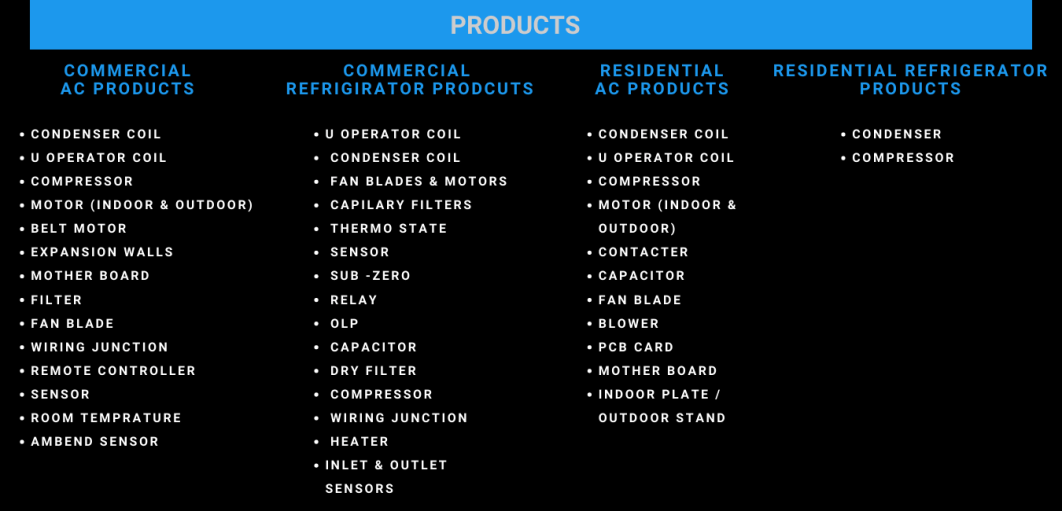 PRODUCTS
COMMERCIAL
AC PRODUCTS
• CONDENSER COIL
• U OPERATOR COIL
• COMPRESSOR
• MOTOR (INDOOR & OUTDOOR)
• BELT MOTOR
• EXPANSION WALLS
• MOTHER BOARD
• FILTER
• FAN BLADE
• WIRING JUNCTION
• REMOTE CONTROLLER
• SENSOR
• ROOM TEMPRATURE
• AMBEND SENSOR
COMMERCIAL
REFRIGIRATOR PRODCUTS
• U OPERATOR COIL
• CONDENSER COIL
• FAN BLADES & MOTORS
• CAPILARY FILTERS
• THERMO STATE
• SENSOR
• SUB -ZERO
• RELAY
• OLP
• CAPACITOR
• DRY FILTER
• COMPRESSOR
• WIRING JUNCTION
• HEATER
• INLET & OUTLET
SENSORS
RESIDENTIAL
AC PRODUCTS
• CONDENSER COIL
• U OPERATOR COIL
• COMPRESSOR
• MOTOR (INDOOR &
OUTDOOR)
• CONTACTER
• CAPACITOR
• FAN BLADE
• BLOWER
• PCB CARD
• MOTHER BOARD
• INDOOR PLATE /
OUTDOOR STAND
RESIDENTIAL REFRIGERATOR
PRODUCTS
• CONDENSER
• COMPRESSOR